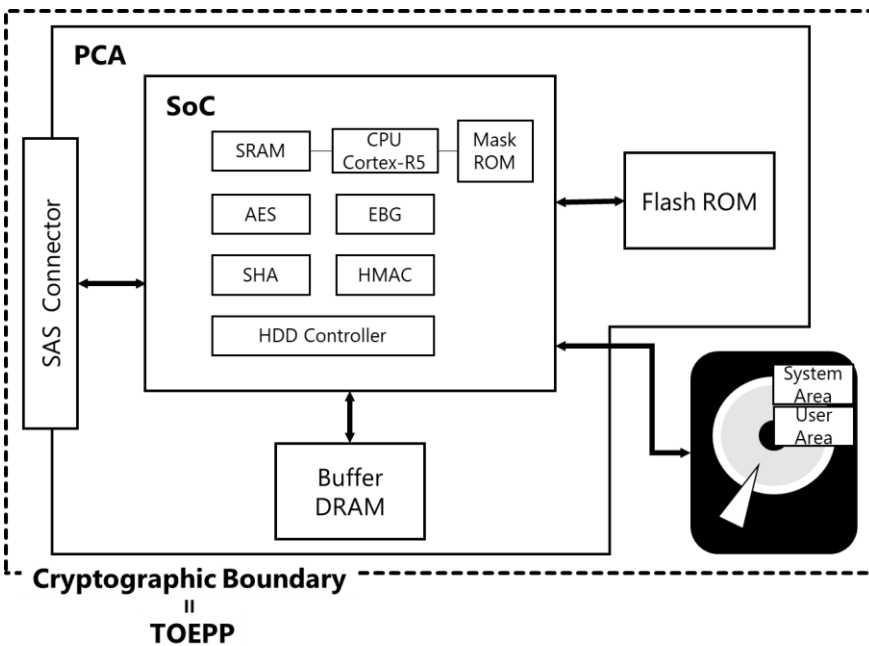 PCA
SoC
SRAM
CPU
Cortex-R5
Mask
ROM
AES
EBG
SHA
HMAC
HDD Controller
SAS Connector
Flash ROM
Buffer
DRAM
System
Area
User
Area
Cryptographic Boundary
=
TOEPP